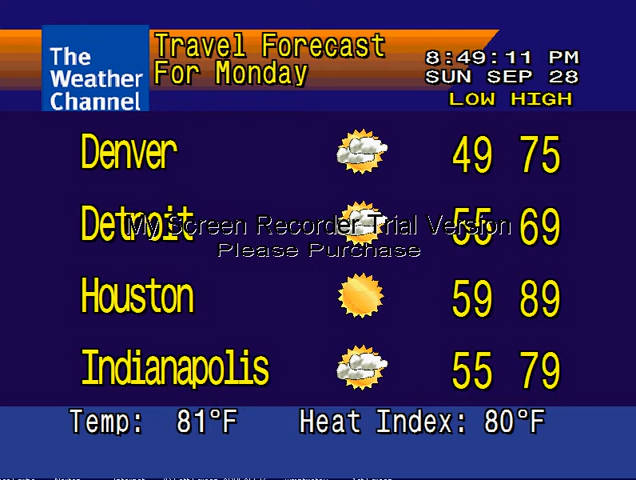 The
Weather
Channel
Travel Forecast
For Monday
8:49:11 PM
SUN SEP 28
LOW HIGH
Denver 49 75
Detroit 55 69
My Screen Recorder Trial Version
Please Purchase
Houston 59 89
Indianapolis 55 79
Temp: 81°F Heat Index: 80°F